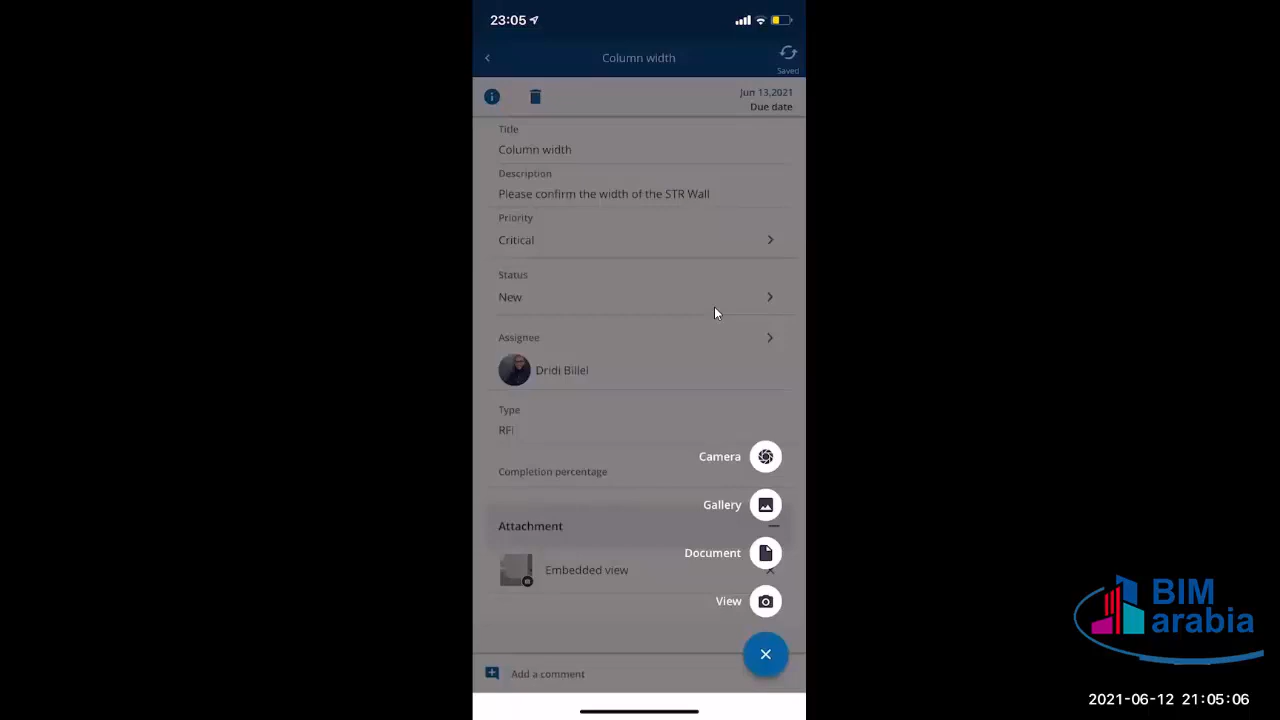 23:05
Column width
Saved
Jun 13,2021
Due date
Title
Column width
Description
Please confirm the width of the STR Wall
Priority
Critical
Status
New
Assignee
Dridi Billel
Type
RFI
Camera
Completion percentage
Gallery
Attachment
Document
Embedded view
View
Add a comment
BIM
arabia
2021-06-12 21:05:06